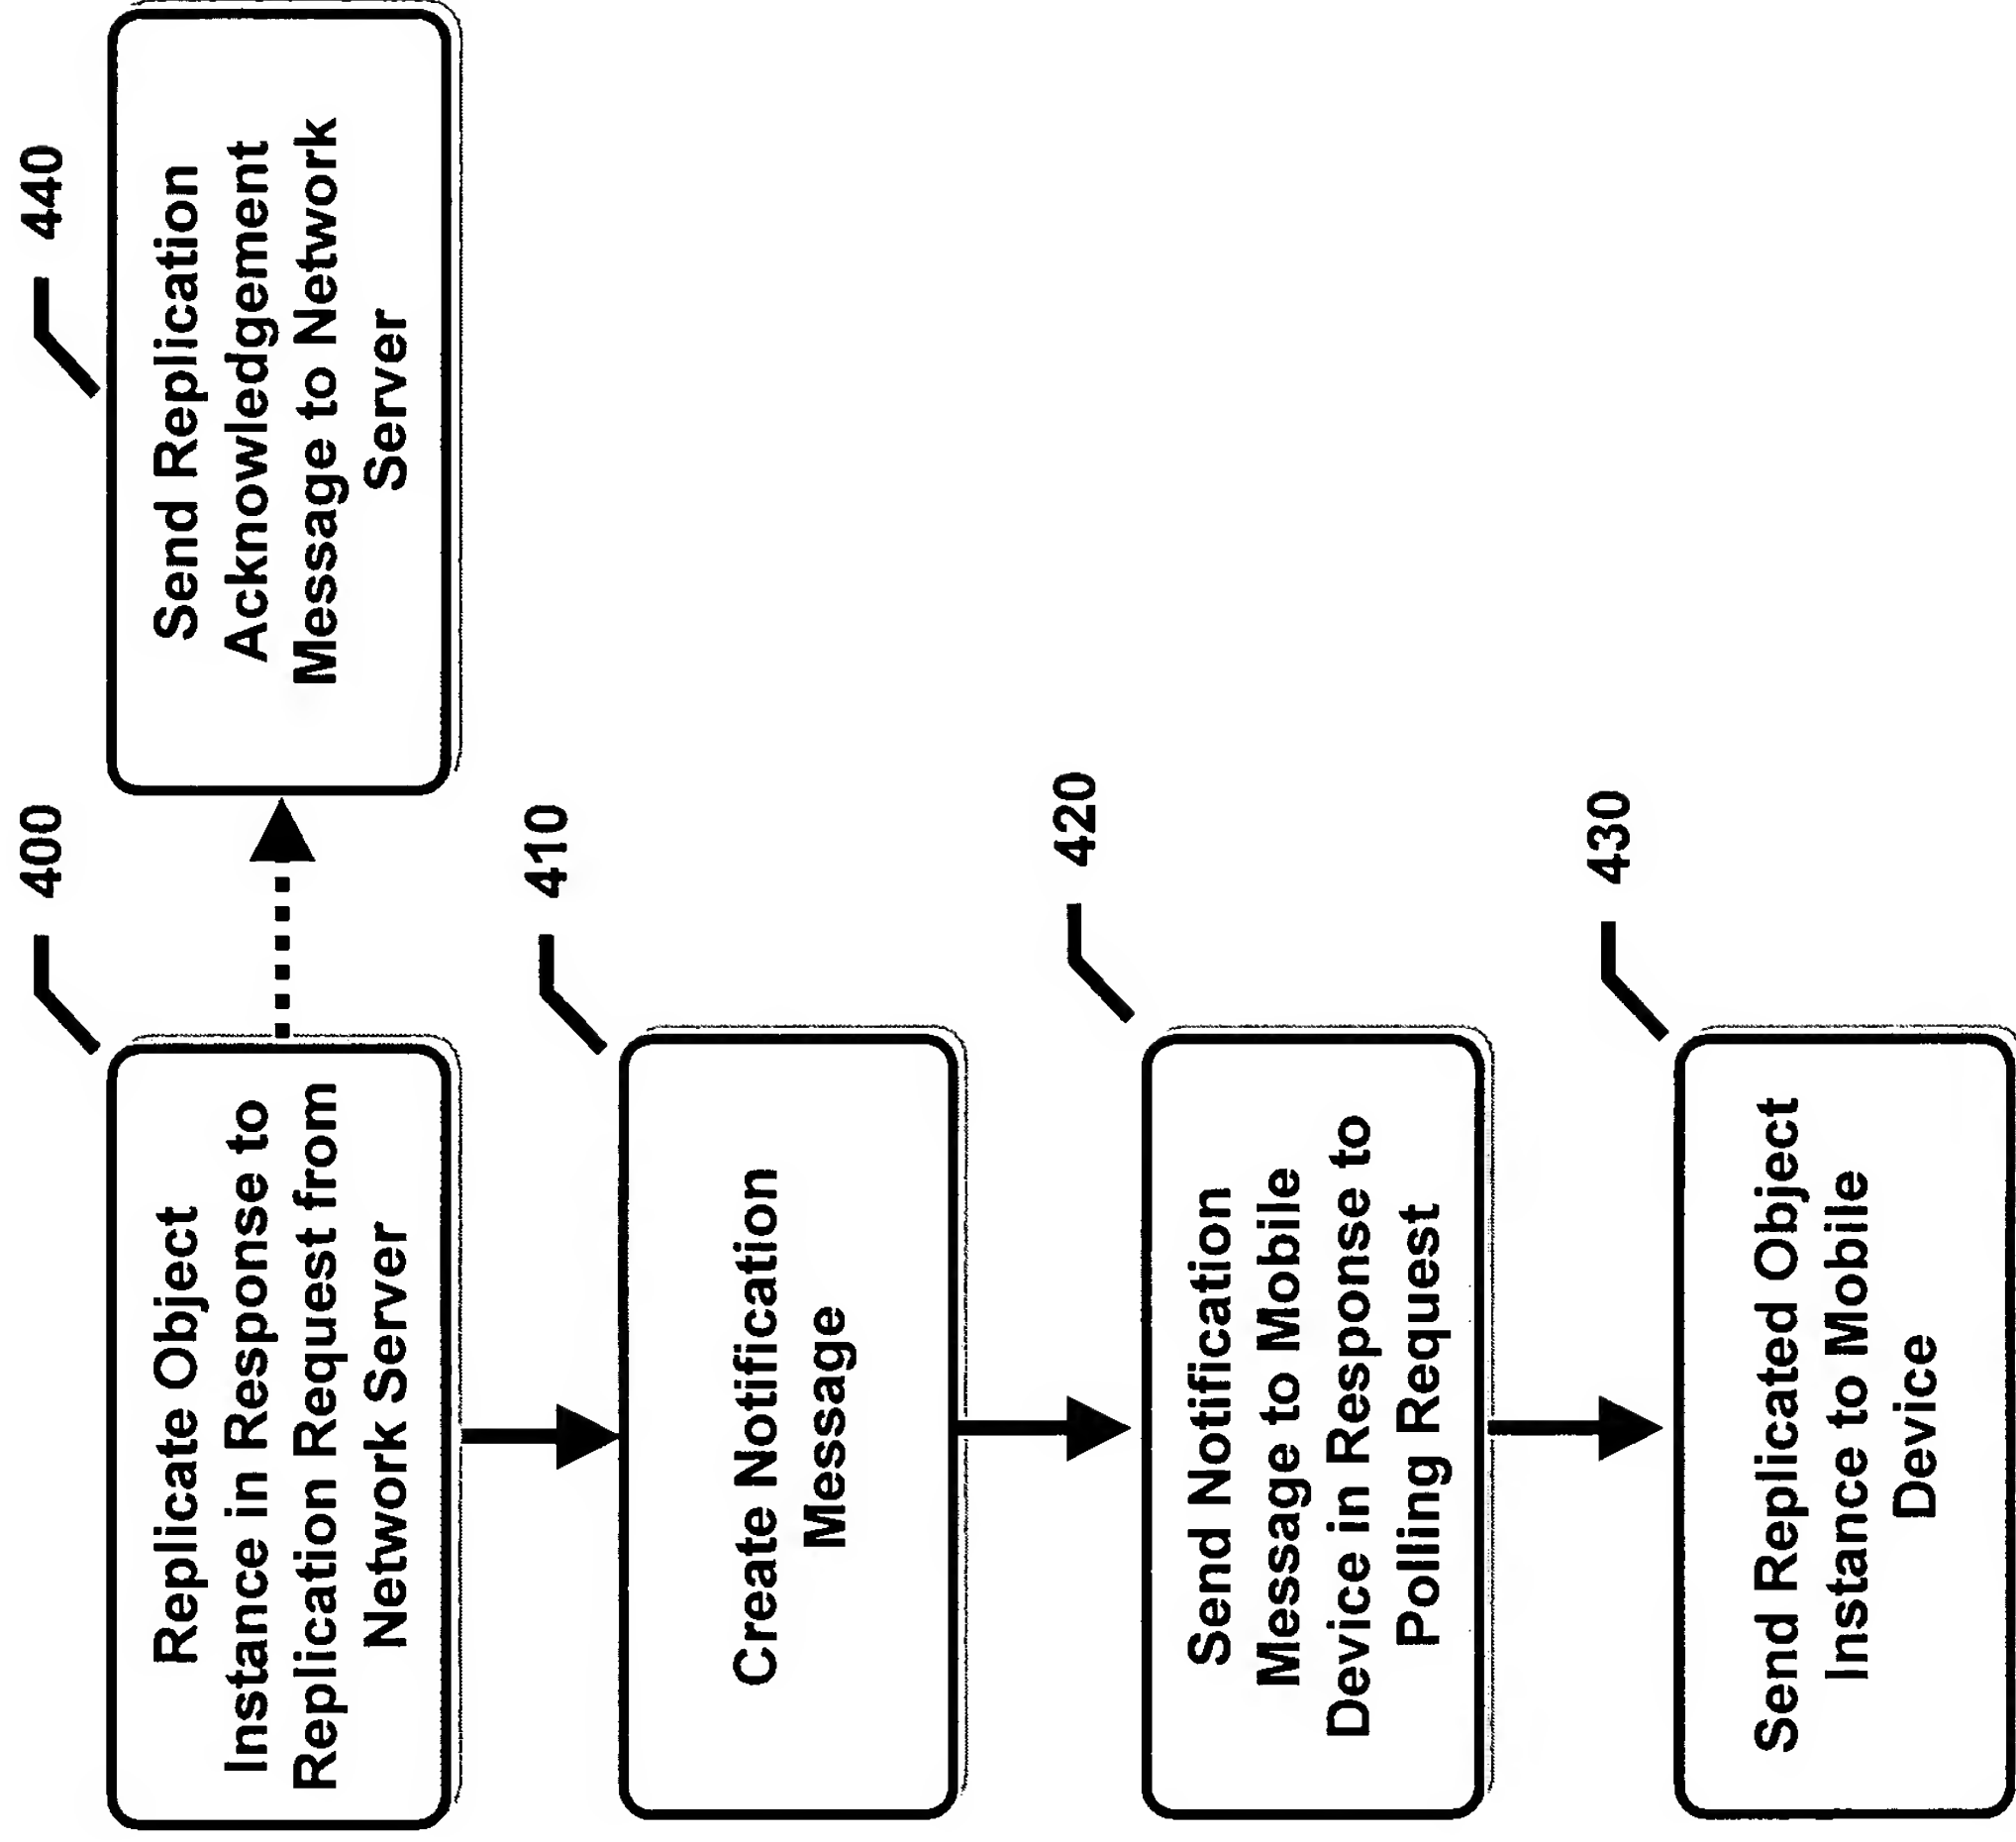 400
Replicate Object
Instance in Response to
Replication Request from
Network Server
440
Send Replication
Acknowledgement
Message to Network
Server
410
Create Notification
Message
420
Send Notification
Message to Mobile
Device in Response to
Polling Request
430
Send Replicated Object
Instance to Mobile
Device